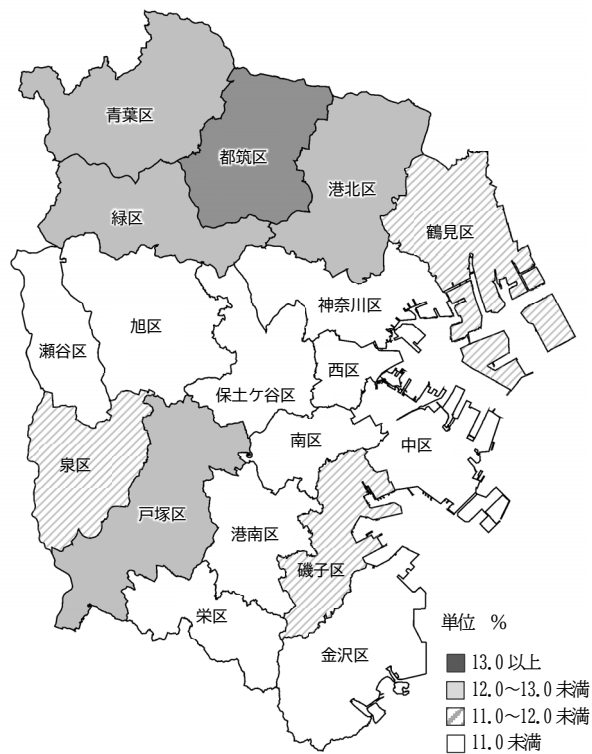 青葉区
都筑区
港北区
緑区
鶴見区
神奈川区
旭区
瀬谷区
西区
保土ケ谷区
南区
中区
泉区
戸塚区
港南区
磯子区
栄区
金沢区
単位 %
13.0以上
12.0～13.0未満
11.0～12.0未満
11.0未満